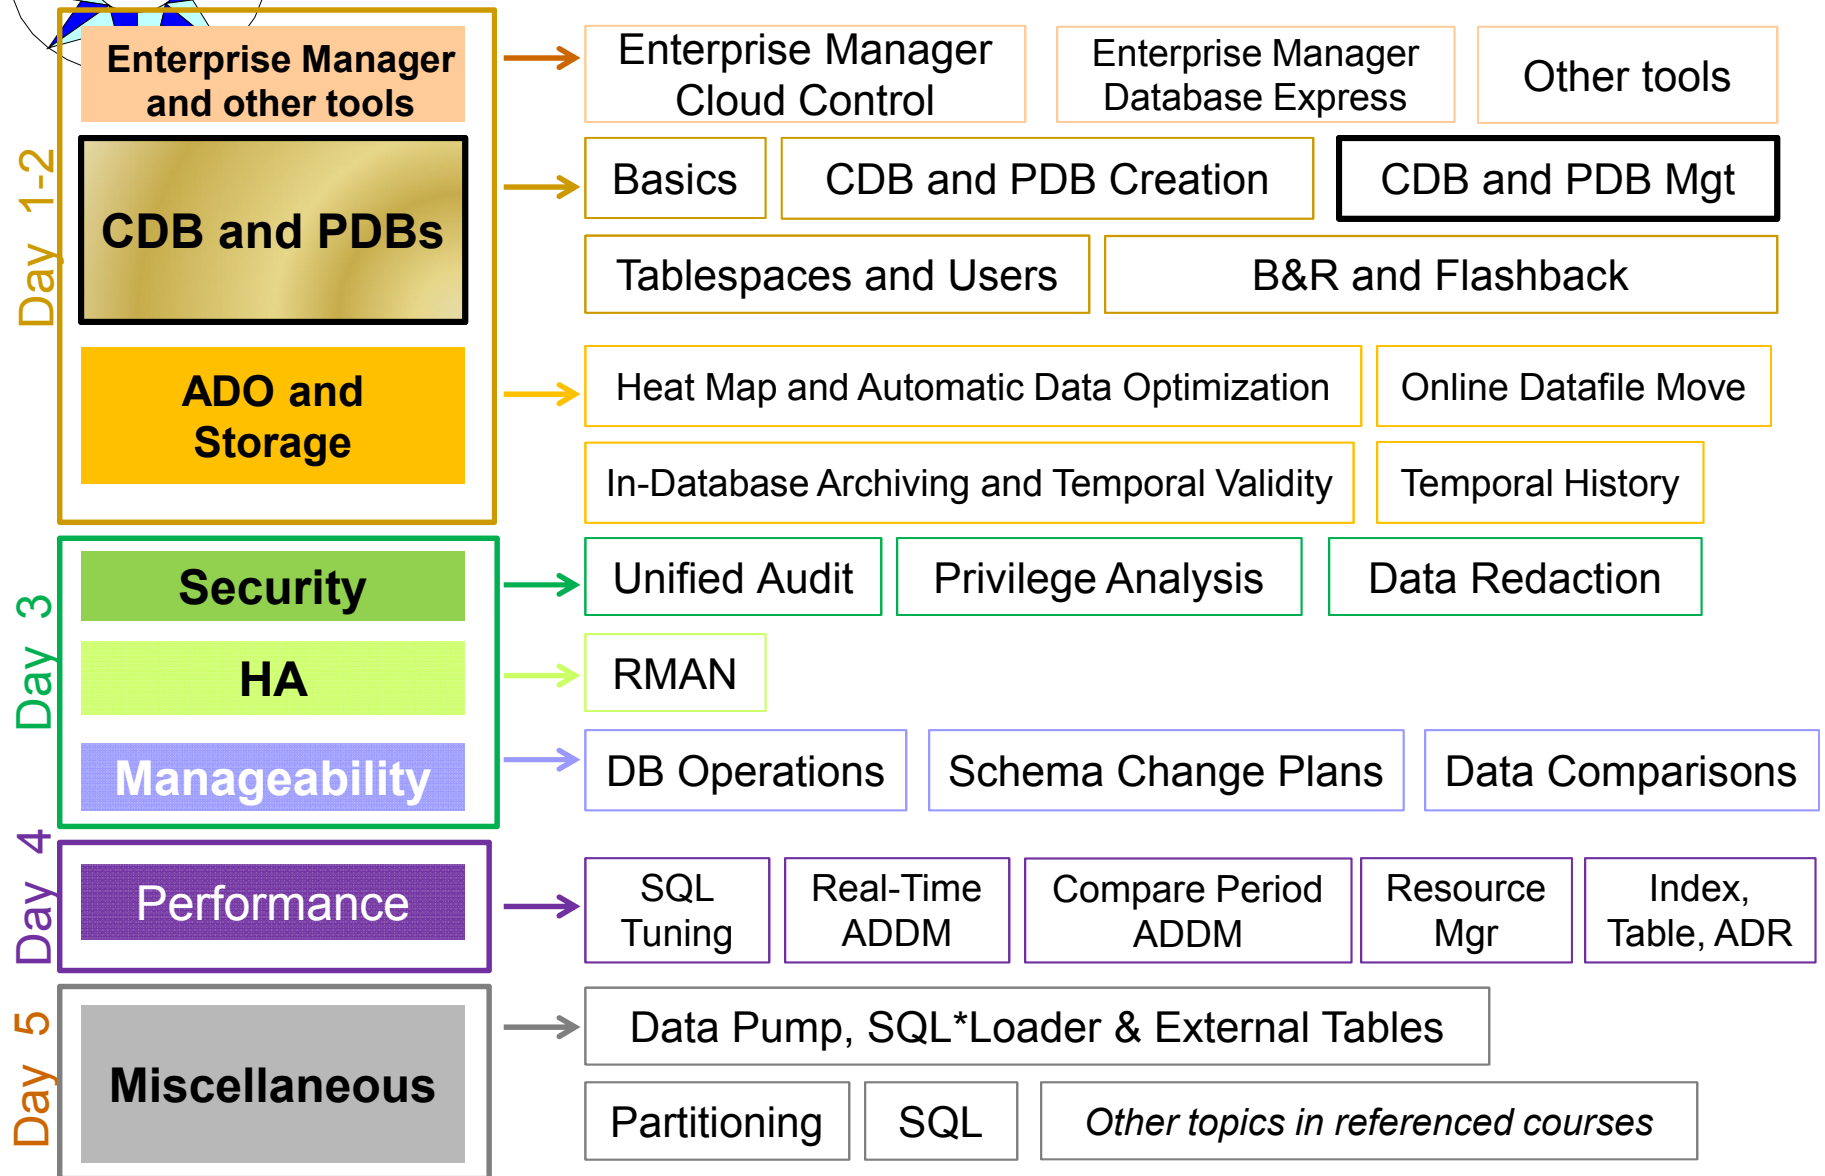 Day 1-2
Enterprise Manager
and other tools
Enterprise Manager
Cloud Control
Enterprise Manager
Database Express
Other tools
CDB and PDBs
Basics
CDB and PDB Creation
CDB and PDB Mgt
Tablespaces and Users
B&R and Flashback
ADO and
Storage
Heat Map and Automatic Data Optimization
Online Datafile Move
In-Database Archiving and Temporal Validity
Temporal History
Day 3
Security
Unified Audit
Privilege Analysis
Data Redaction
HA
RMAN
Manageability
DB Operations
Schema Change Plans
Data Comparisons
Day 4
Performance
SQL
Tuning
Real-Time
ADDM
Compare Period
ADDM
Resource
Mgr
Index,
Table, ADR
Day 5
Miscellaneous
Data Pump, SQL*Loader & External Tables
Partitioning
SQL
Other topics in referenced courses